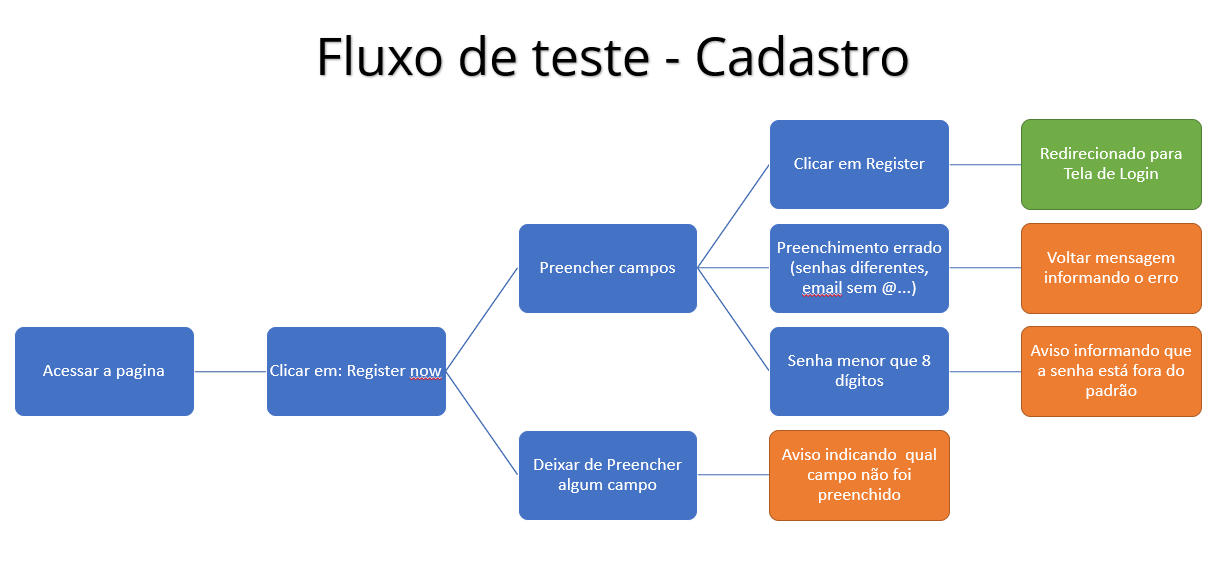 Fluxo de teste - Cadastro
Acessar a pagina
Clicar em: Register now
Preencher campos
Clicar em Register
Redirecionado para
Tela de Login
Preenchimento errado
(senhas diferentes,
email sem @...)
Voltar mensagem
informando o erro
Senha menor que 8
dígitos
Aviso informando que
a senha está fora do
padrão
Deixar de Preencher
algum campo
Aviso indicando  qual
campo não foi
preenchido